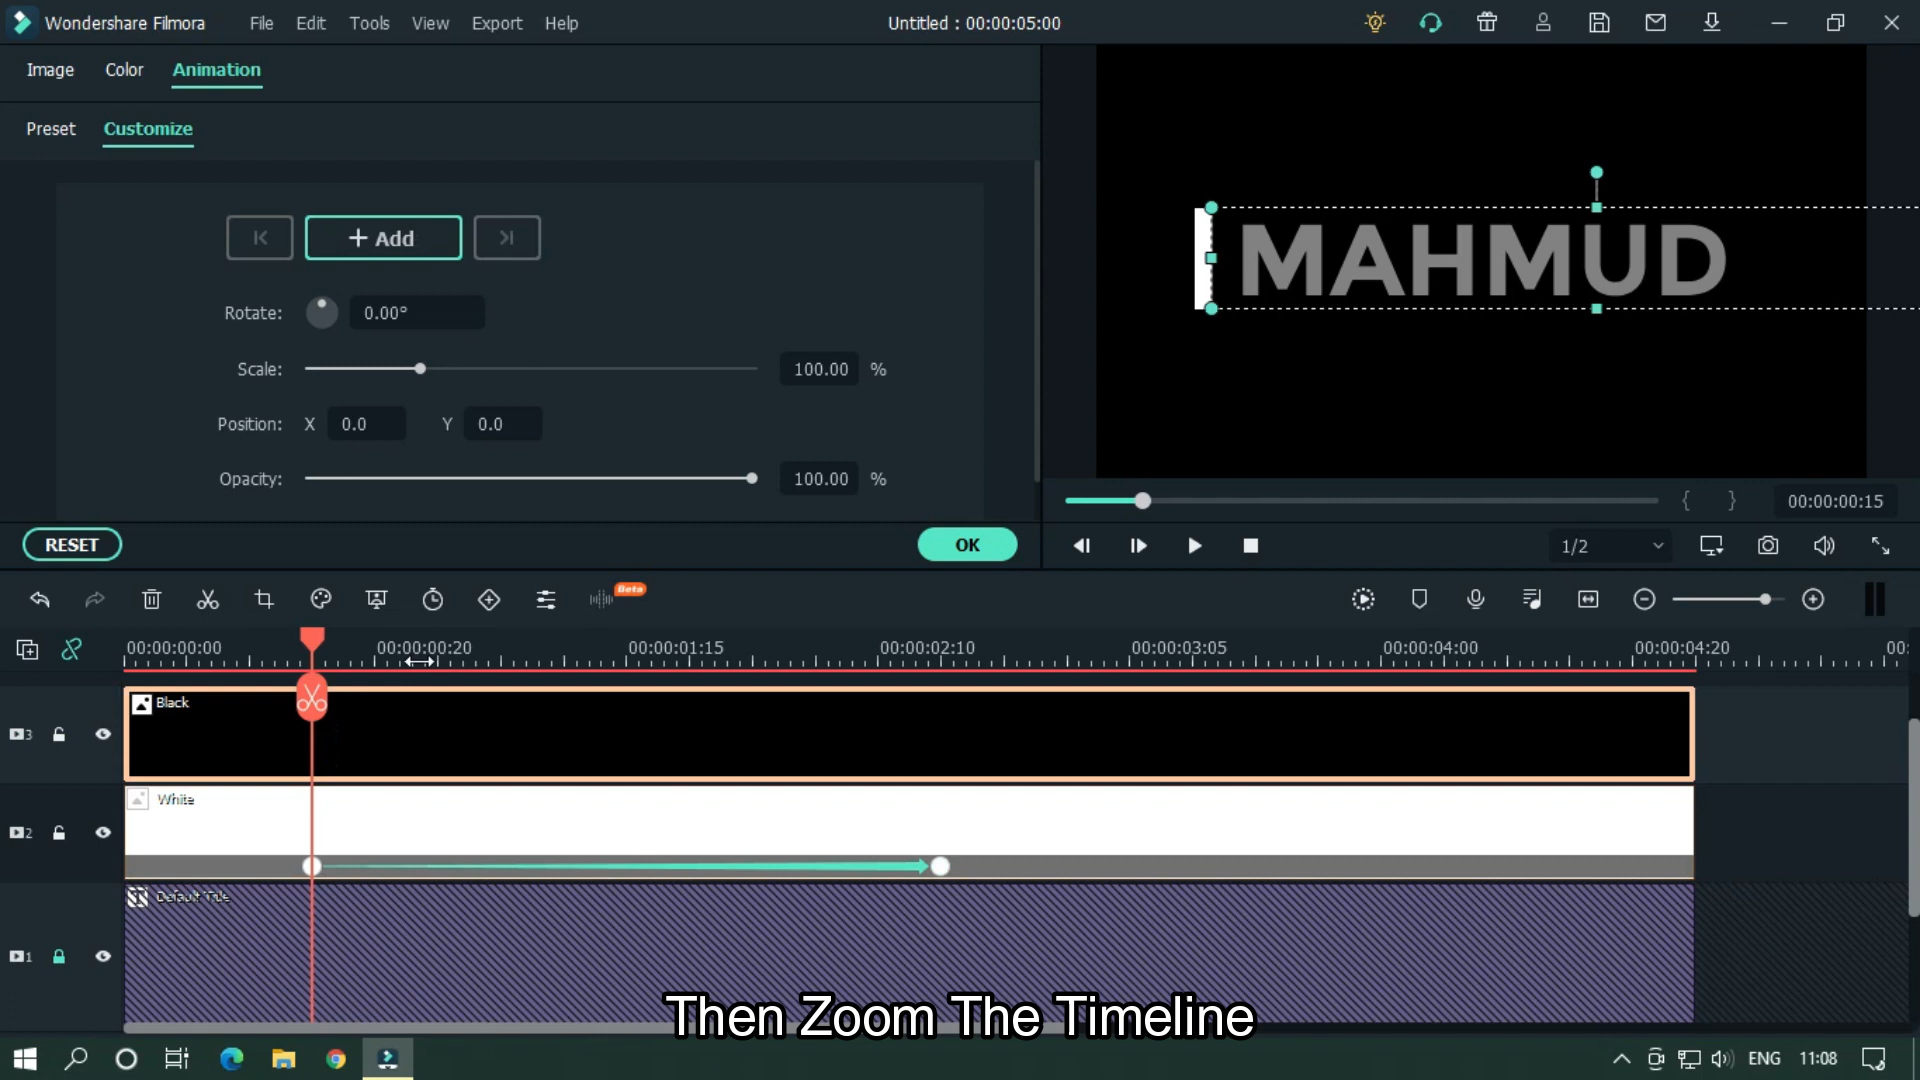 Wondershare Filmora File Edit Tools View Export Help Untitled : 00:00:05:00
Image Color Animation
Preset Customize
Add
Rotate: 0.00°
Scale: 100.00 %
Position: X 0.0 Y 0.0
Opacity: 100.00 %
RESET OK
MAHMUD
{ } 00:00:00:15
1/2
Beta
00:00:00:00 00:00:00:20 00:00:01:15 00:00:02:10 00:00:03:05 00:00:04:00 00:00:04:20 00:
Black
3
White
2
Default Title
1
Then Zoom The Timeline
ENG 11:08